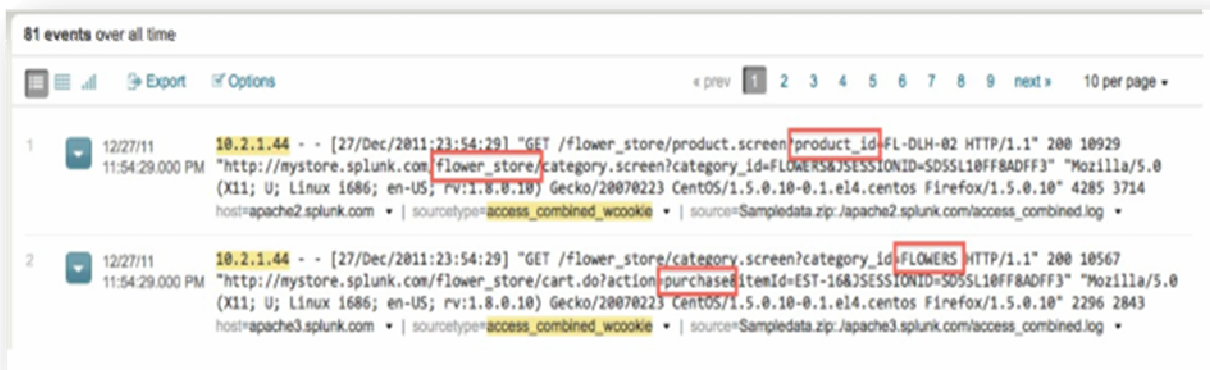 81 events over all time
Export Options « prev 1 2 3 4 5 6 7 8 9 next » 10 per page
1 12/27/11 11:54:29.000 PM
10.2.1.44 - - [27/Dec/2011:23:54:29] "GET /flower_store/product.screen?product_id=FL-DLH-02 HTTP/1.1" 200 10929
"http://mystore.splunk.com/flower_store/category.screen?category_id=FLOWERS&JSESSIONID=SD5SL10FF8ADFF3" "Mozilla/5.0
(X11; U; Linux i686; en-US; rv:1.8.0.10) Gecko/20070223 CentOS/1.5.0.10-0.1.el4.centos Firefox/1.5.0.10" 4285 3714
host=apache2.splunk.com | sourcetype=access_combined_wcookie | source=Sampledata.zip:/apache2.splunk.com/access_combined.log
2 12/27/11 11:54:29.000 PM
10.2.1.44 - - [27/Dec/2011:23:54:29] "GET /flower_store/category.screen?category_id=FLOWERS HTTP/1.1" 200 10567
"http://mystore.splunk.com/flower_store/cart.do?action=purchase&itemId=EST-16&JSESSIONID=SD5SL10FF8ADFF3" "Mozilla/5.0
(X11; U; Linux i686; en-US; rv:1.8.0.10) Gecko/20070223 CentOS/1.5.0.10-0.1.el4.centos Firefox/1.5.0.10" 2296 2843
host=apache3.splunk.com | sourcetype=access_combined_wcookie | source=Sampledata.zip:/apache3.splunk.com/access_combined.log